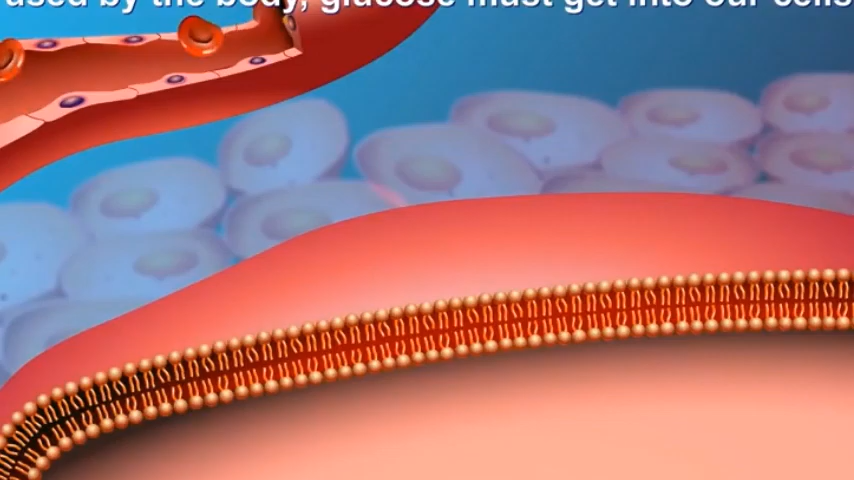 used by the body, glucose must get into our cells